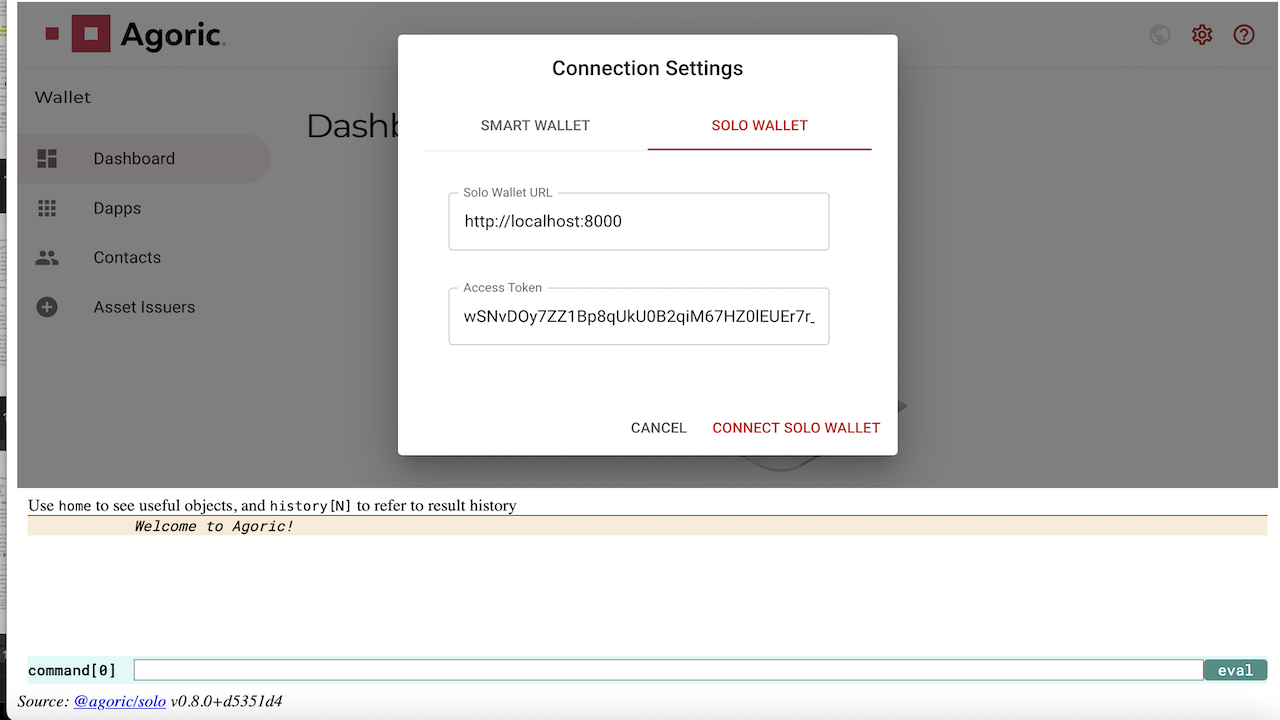 Agoric.
Wallet
Dashboard
Dapps
Contacts
Asset Issuers
Connection Settings
SMART WALLET
SOLO WALLET
Solo Wallet URL
http://localhost:8000
Access Token
wSNvDOy7ZZ1Bp8qUkU0B2qiM67HZ0lEUEr7r_
CANCEL
CONNECT SOLO WALLET
Use home to see useful objects, and history[N] to refer to result history
Welcome to Agoric!
command[0]
eval
Source: @agoric/solo v0.8.0+d5351d4